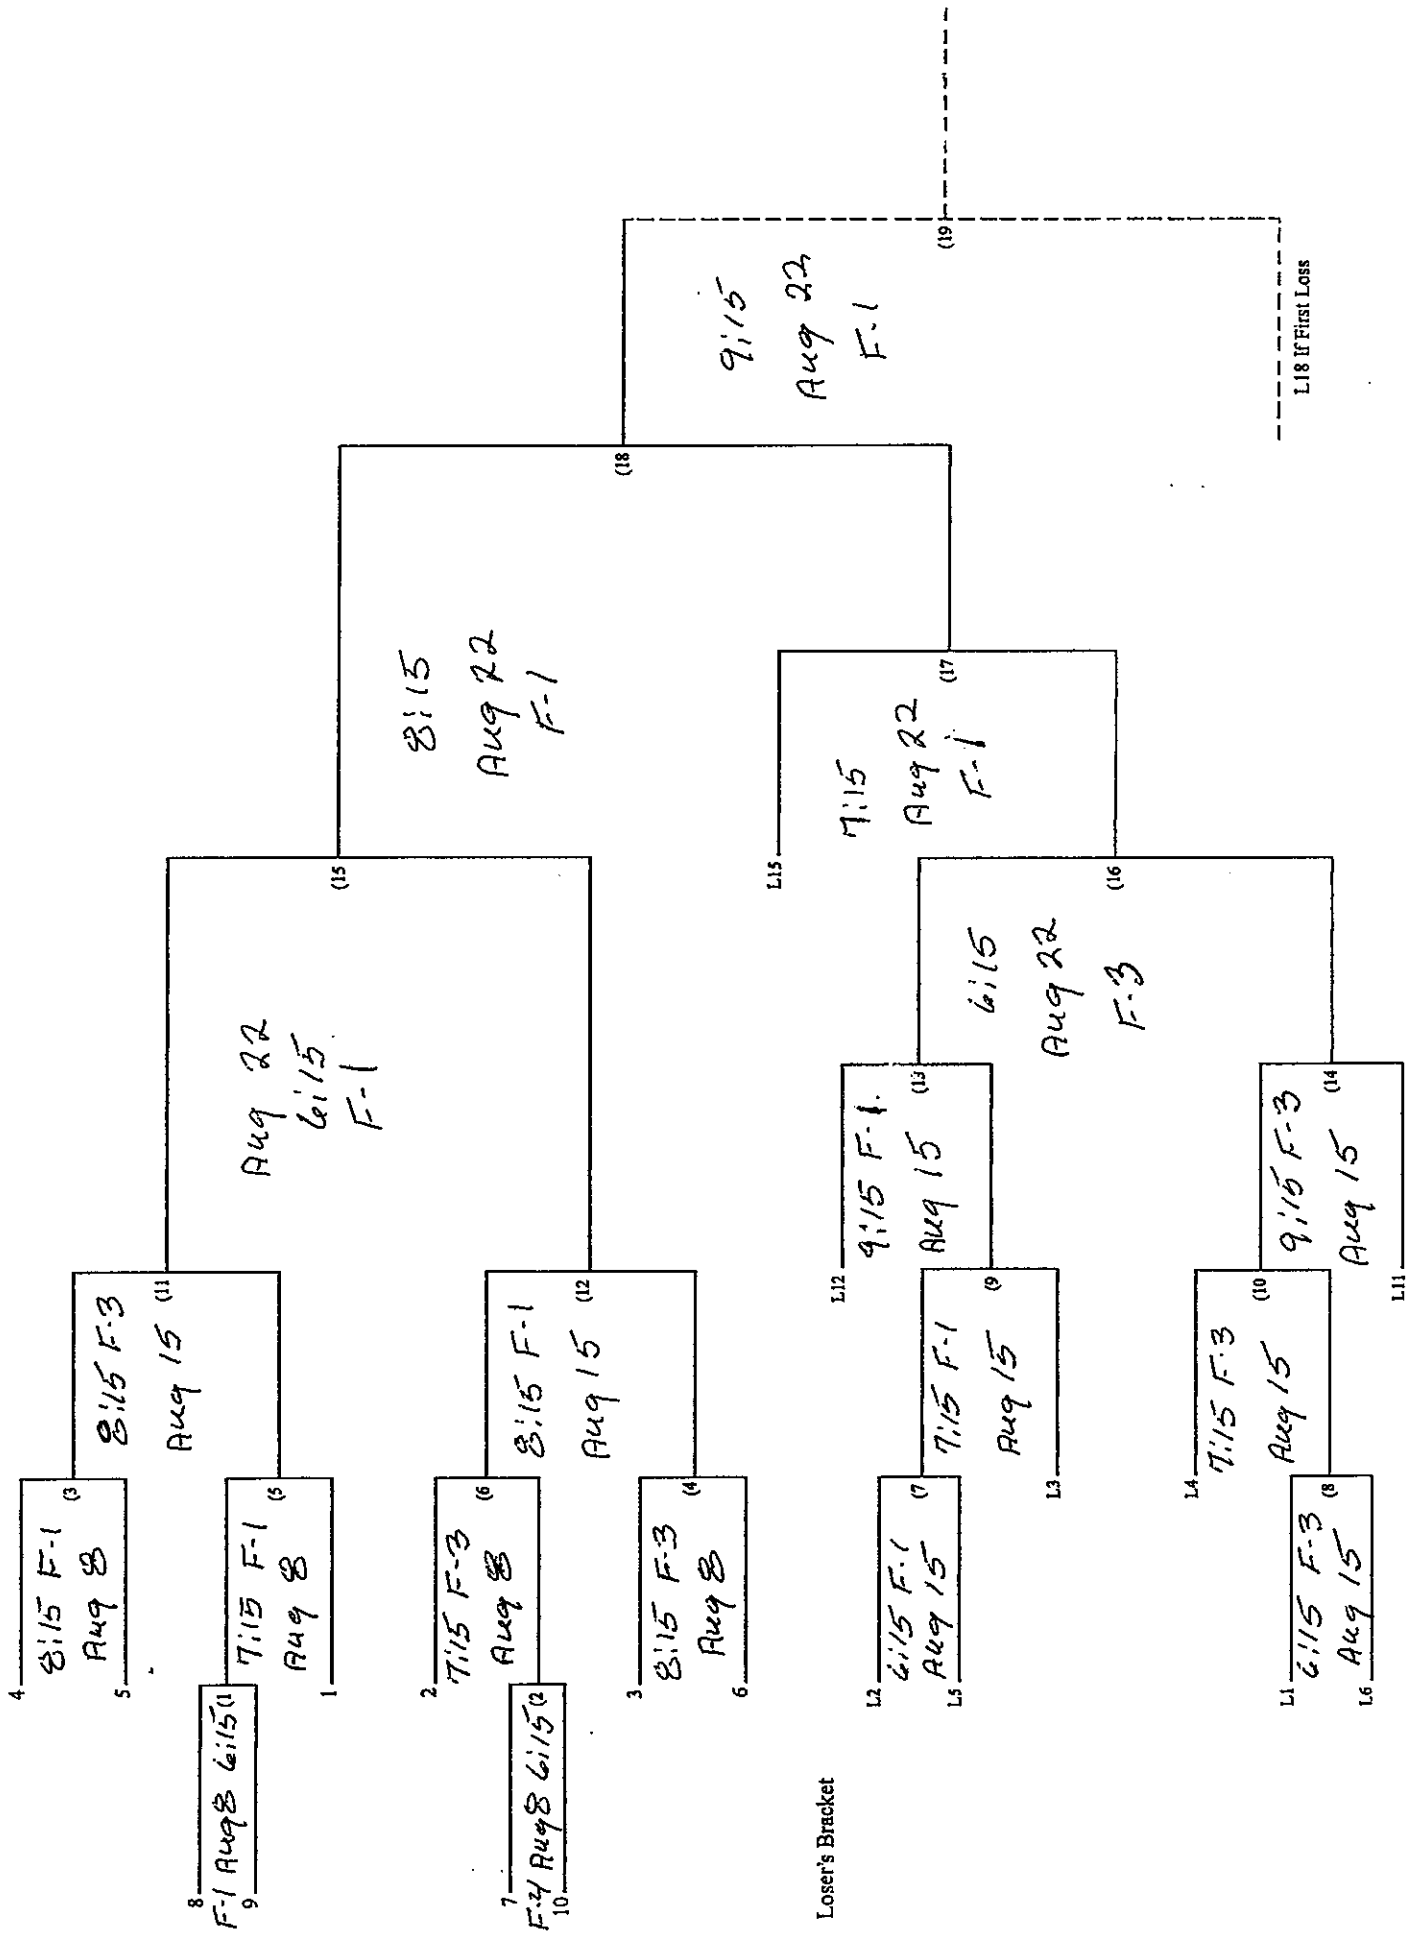 4
8:15 F-1
(3
Aug 8
5
8:15 F-3
(11
Aug 15
8
F-1 Aug 8 6:15 (1
9
7:15 F-1
(5
Aug 8
1
Aug 22
6:15
F-1
(15
2
7:15 F-3
(6
Aug 8
7
Aug 8 6:15 (2
10
8:15 F-1
(12
Aug 15
3
8:15 F-3
(4
Aug 8
6
8:15
Aug 22
F-1
(18
9:15
Aug 22
F-1
(19
L18 If First Loss
Loser's Bracket
L15
7:15
Aug 22
F-1
(17
L12
9:15 F-1.
(13
Aug 15
L2
6:15 F-1
(7
Aug 15
L5
7:15 F-1
(9
Aug 15
L3
6:15
Aug 22
F-3
(16
L4
7:15 F-3
(10
Aug 15
L1
6:15 F-3
(8
Aug 15
L6
9:15 F-3
(14
Aug 15
L11